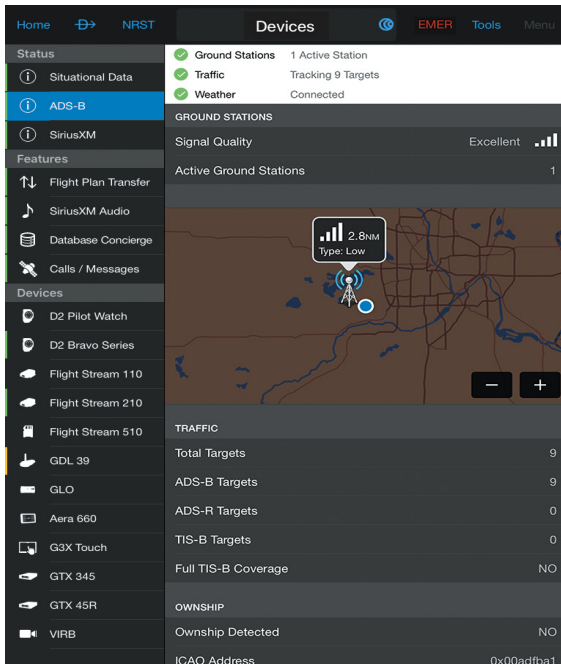 Home NRST Devices EMER Tools Menu
Status
Situational Data
ADS-B
SiriusXM
Features
Flight Plan Transfer
SiriusXM Audio
Database Concierge
Calls / Messages
Devices
D2 Pilot Watch
D2 Bravo Series
Flight Stream 110
Flight Stream 210
Flight Stream 510
GDL 39
GLO
Aera 660
G3X Touch
GTX 345
GTX 45R
VIRB
Ground Stations 1 Active Station
Traffic Tracking 9 Targets
Weather Connected
GROUND STATIONS
Signal Quality Excellent
Active Ground Stations 1
2.8NM
Type: Low
TRAFFIC
Total Targets 9
ADS-B Targets 9
ADS-R Targets 0
TIS-B Targets 0
Full TIS-B Coverage NO
OWNSHIP
Ownship Detected NO
ICAO Address 0x00adfba1